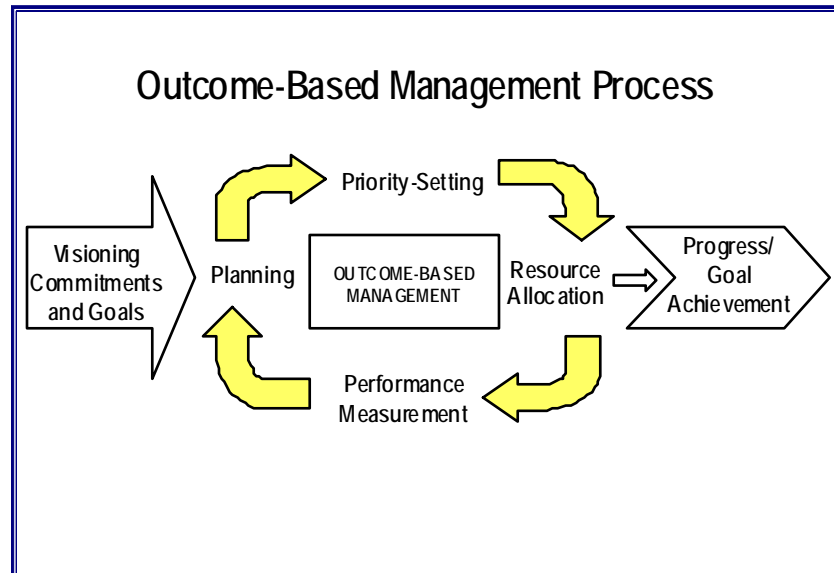 Outcome-Based Management Process
Priority-Setting
Visioning
Commitments
and Goals
Planning
OUTCOME-BASED
MANAGEMENT
Resource
Allocation
Progress/
Goal
Achievement
Performance
Measurement